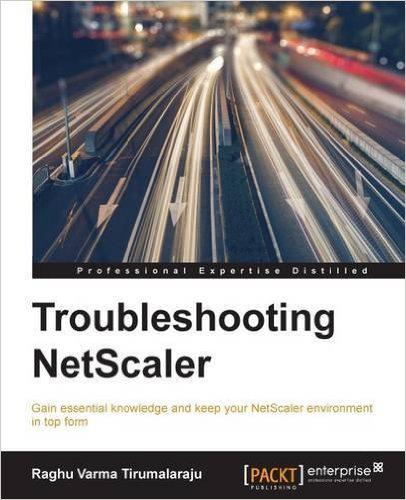 Professional Expertise Distilled
Troubleshooting
NetScaler
Gain essential knowledge and keep your NetScaler environment
in top form
Raghu Varma Tirumalaraju
[PACKT]
PUBLISHING
enterprise
professional expertise distilled